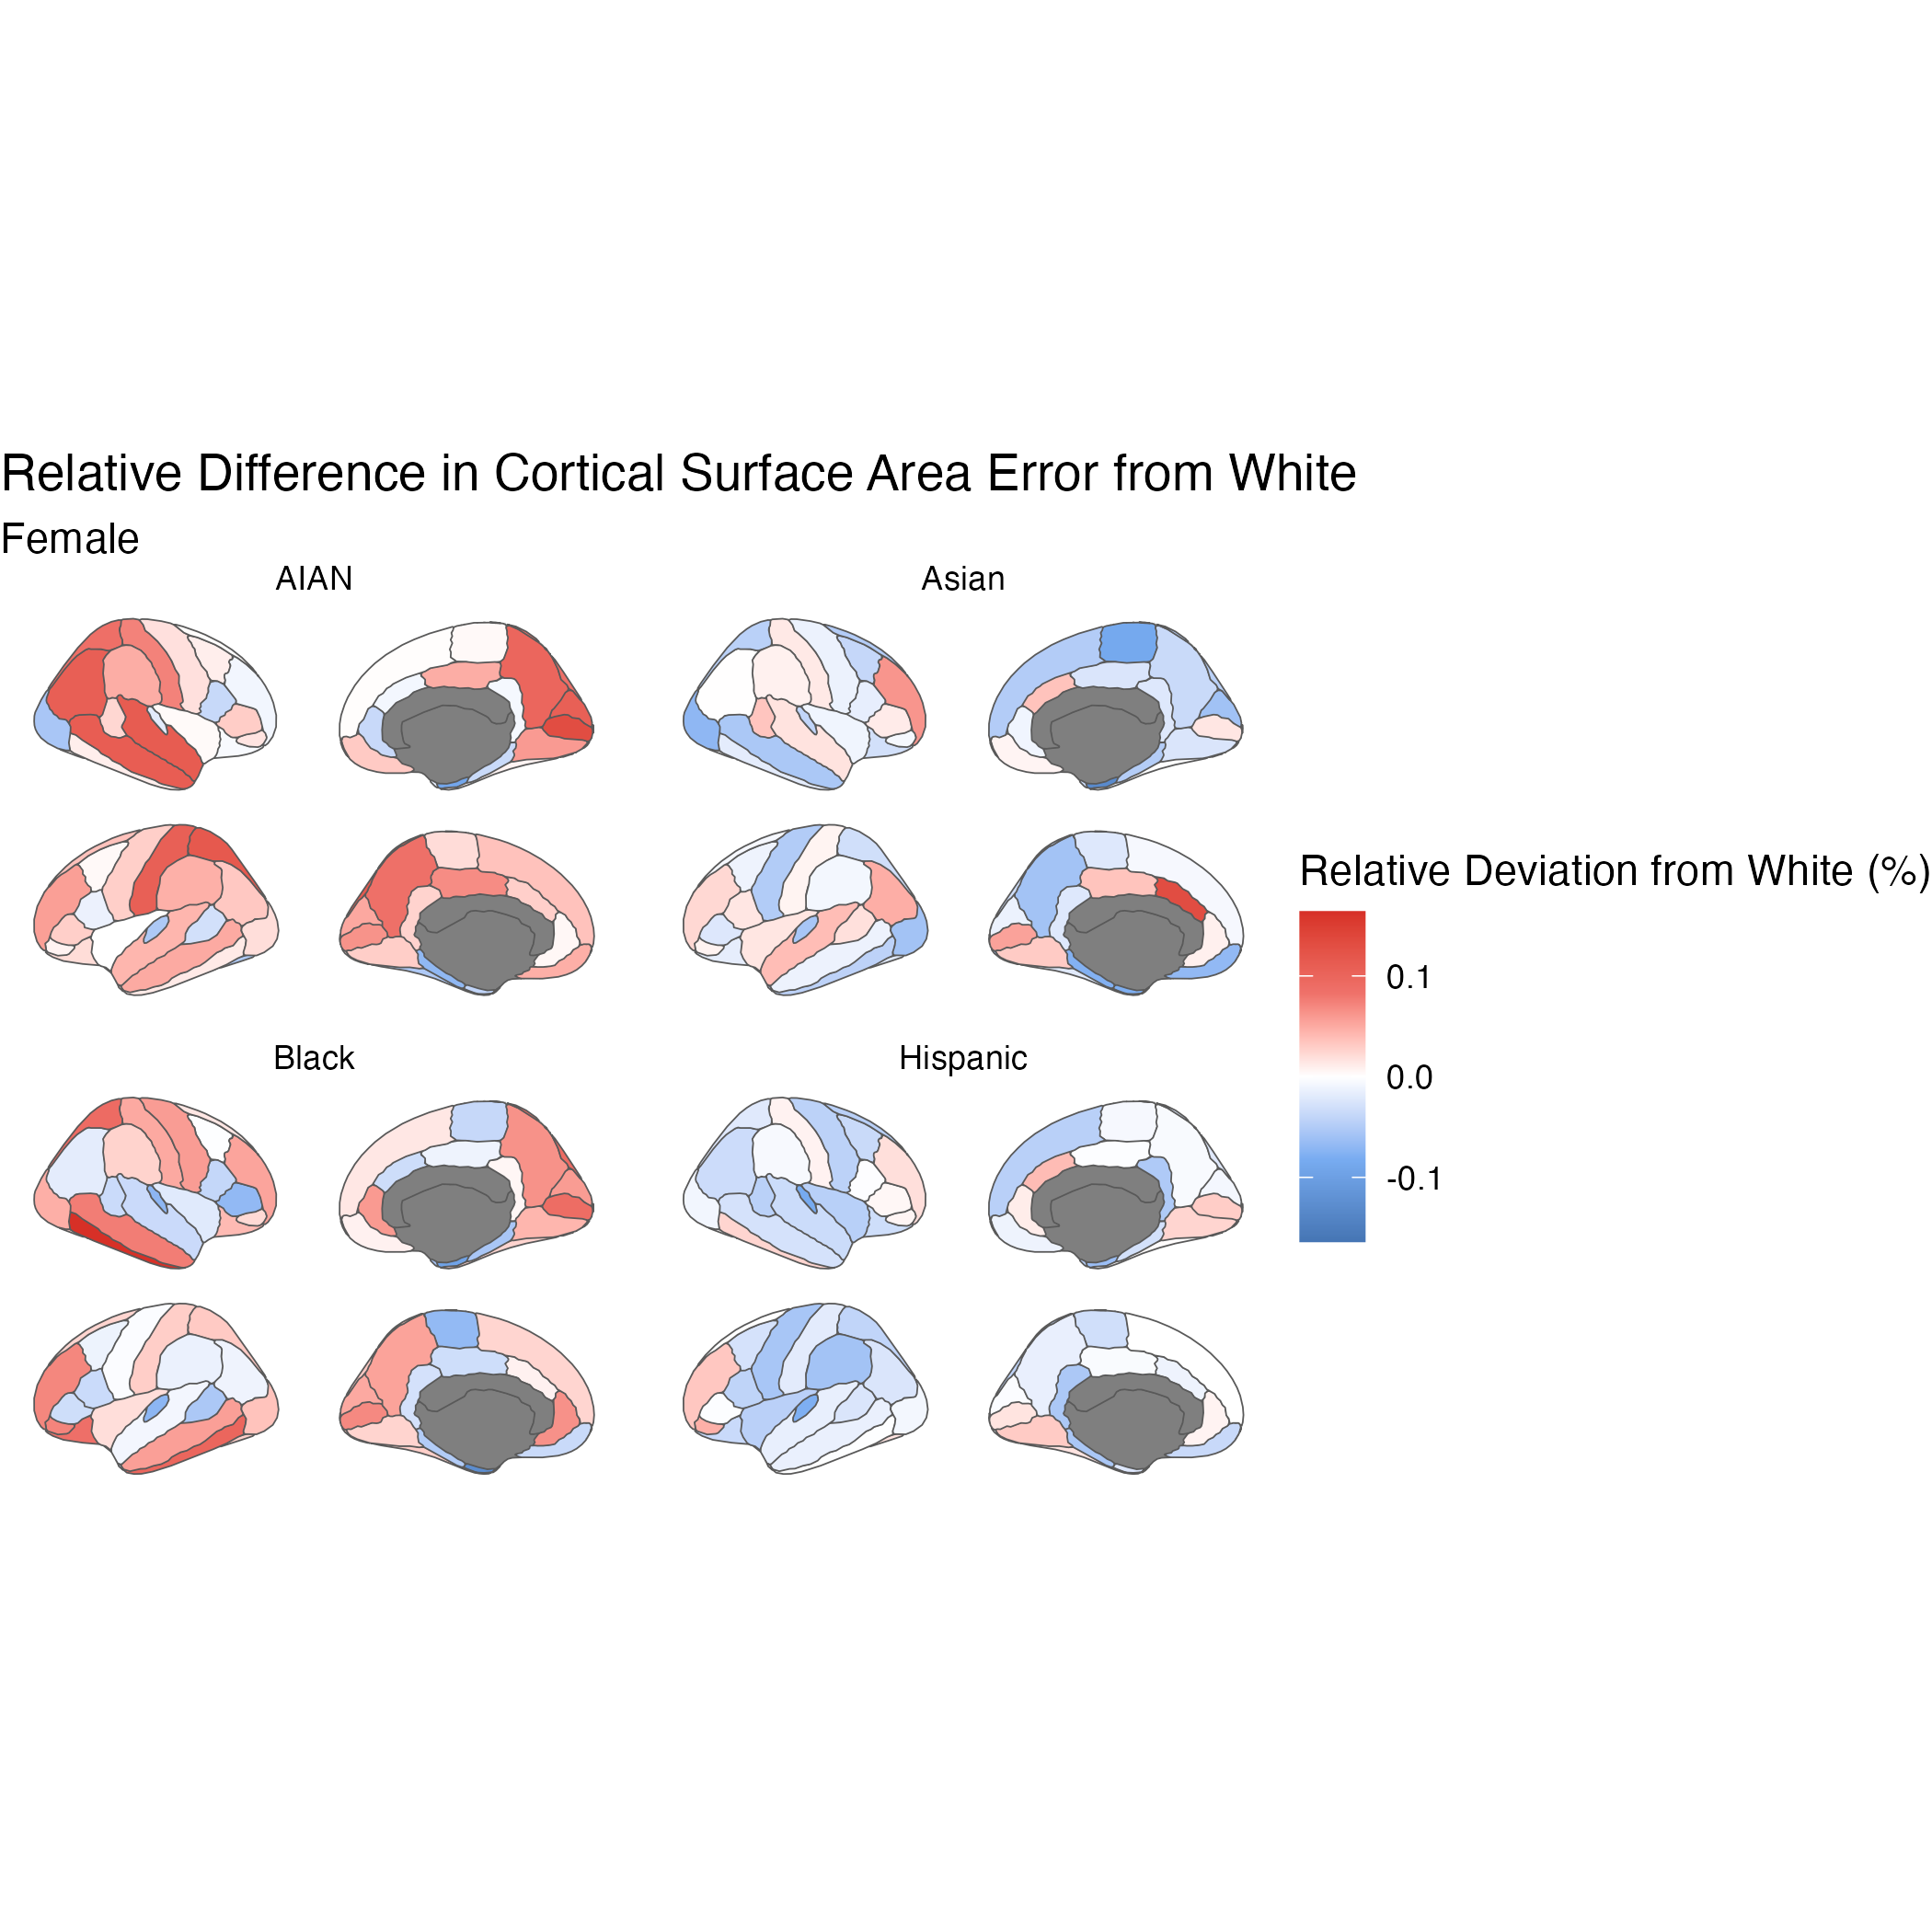 Relative Difference in Cortical Surface Area Error from White
Female
AIAN
Asian
Relative Deviation from White (%)
0.1
0.0
-0.1
Black
Hispanic